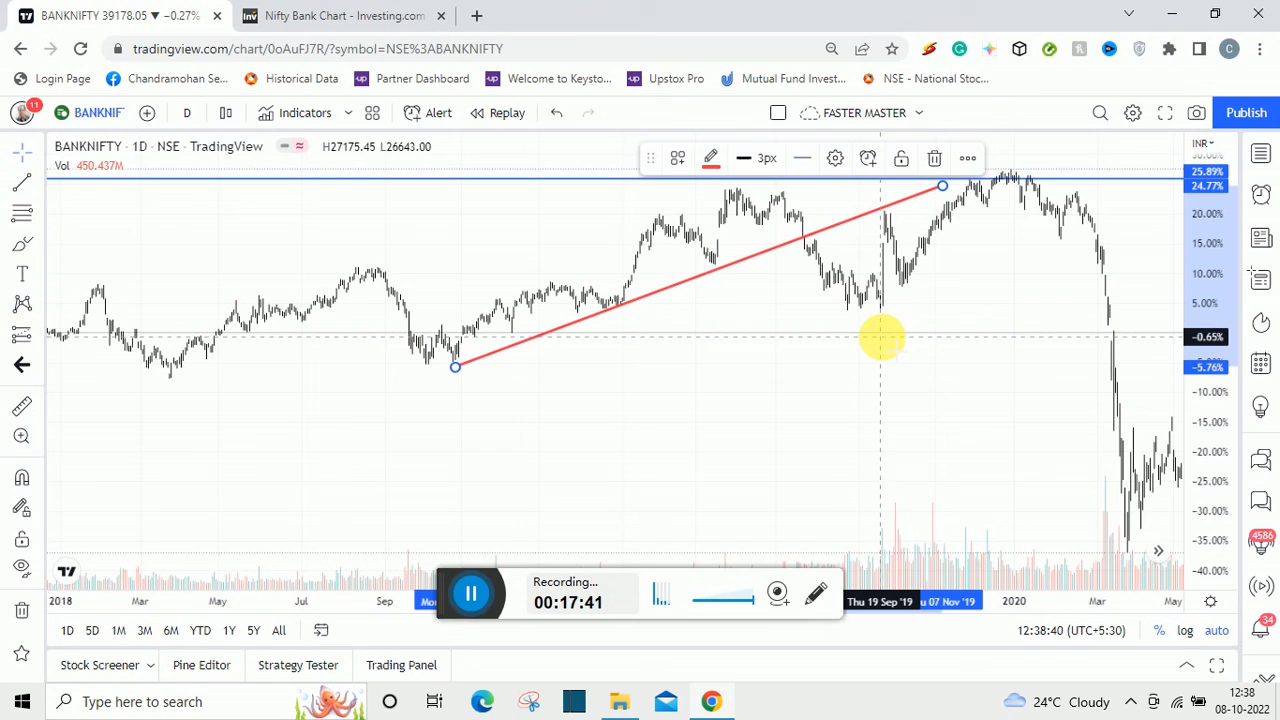 BANKNIFTY 39178.05 ▼ −0.27%
Nifty Bank Chart - Investing.com
tradingview.com/chart/0oAuFJ7R/?symbol=NSE%3ABANKNIFTY
Login Page
Chandramohan Se...
Historical Data
Partner Dashboard
Welcome to Keysto...
Upstox Pro
Mutual Fund Invest...
NSE - National Stoc...
11
BANKNIF
D
Indicators
Alert
Replay
FASTER MASTER
Publish
BANKNIFTY · 1D · NSE · TradingView
H27175.45 L26643.00
Vol 450.437M
3px
INR
25.89%
24.77%
20.00%
15.00%
10.00%
5.00%
−0.65%
−5.76%
−10.00%
−15.00%
−20.00%
−25.00%
−30.00%
−35.00%
−40.00%
4586
34
Recording...
00:17:41
2018
Mar
May
Jul
Sep
Thu 19 Sep '19
07 Nov '19
2020
Mar
May
1D 5D 1M 3M 6M YTD 1Y 5Y All
12:38:40 (UTC+5:30)
% log auto
Stock Screener
Pine Editor
Strategy Tester
Trading Panel
Type here to search
24°C Cloudy
12:38
08-10-2022